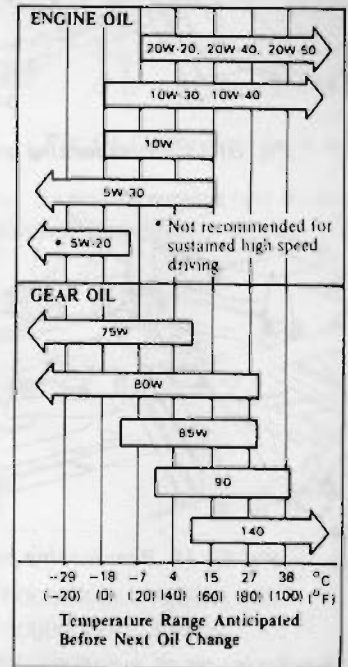 ENGINE OIL
20W-20, 20W-40, 20W-50
10W-30, 10W-40
10W
5W-30
* 5W-20
* Not recommended for
sustained high speed
driving
GEAR OIL
75W
80W
85W
90
140
-29 -18 -7 4 15 27 38 °C
(-20) (0) (20) (40) (60) (80) (100) (°F)
Temperature Range Anticipated
Before Next Oil Change